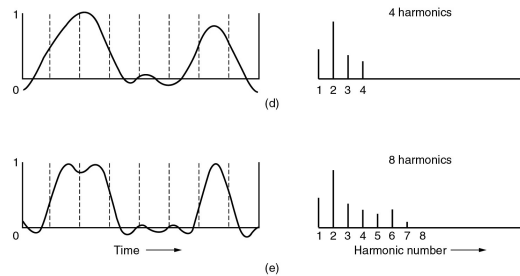 1
0
4 harmonics
1 2 3 4
(d)
1
0
Time
8 harmonics
1 2 3 4 5 6 7 8
Harmonic number
(e)